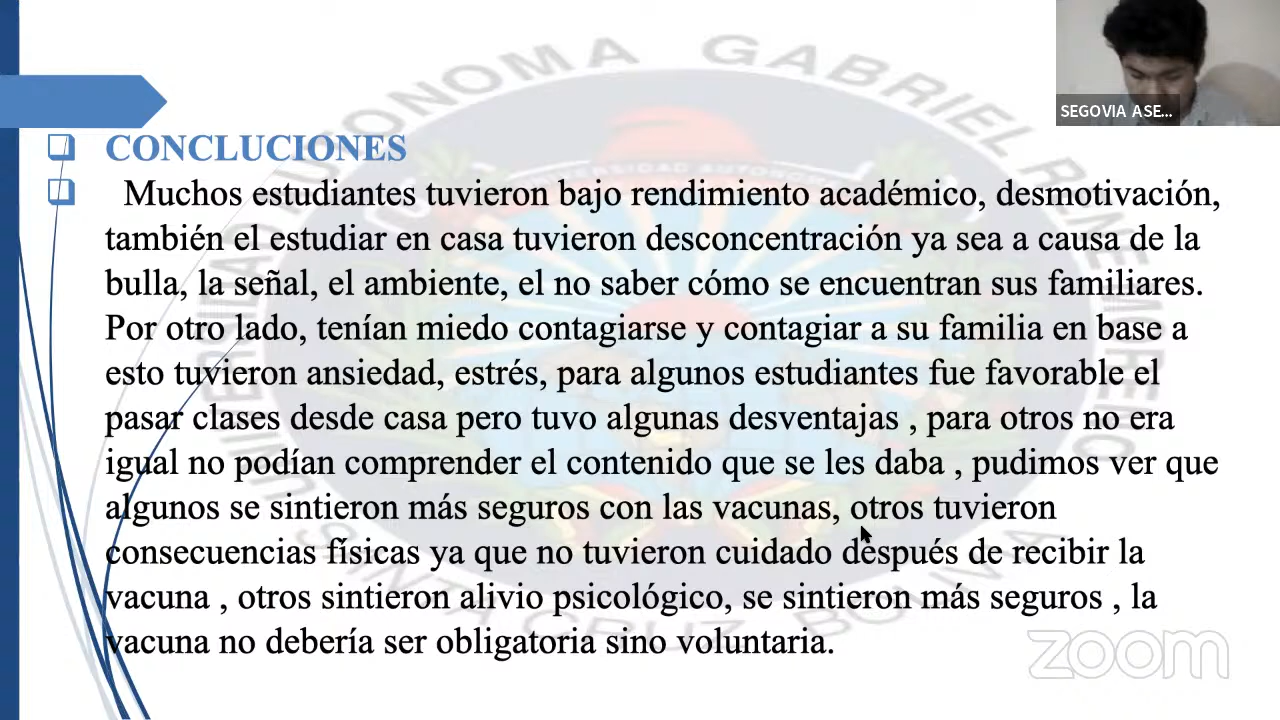 SEGOVIA ASE...
CONCLUCIONES
Muchos estudiantes tuvieron bajo rendimiento académico, desmotivación,
también el estudiar en casa tuvieron desconcentración ya sea a causa de la
bulla, la señal, el ambiente, el no saber cómo se encuentran sus familiares.
Por otro lado, tenían miedo contagiarse y contagiar a su familia en base a
esto tuvieron ansiedad, estrés, para algunos estudiantes fue favorable el
pasar clases desde casa pero tuvo algunas desventajas , para otros no era
igual no podían comprender el contenido que se les daba , pudimos ver que
algunos se sintieron más seguros con las vacunas, otros tuvieron
consecuencias físicas ya que no tuvieron cuidado después de recibir la
vacuna , otros sintieron alivio psicológico, se sintieron más seguros , la
vacuna no debería ser obligatoria sino voluntaria.
zoom
GABRIEL RENE